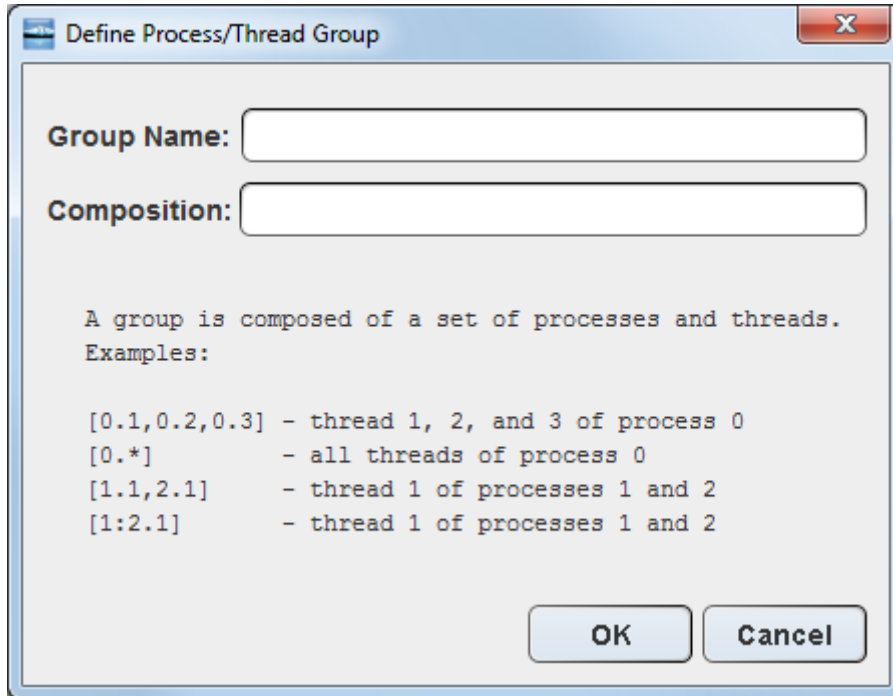 Define Process/Thread Group
Group Name:
Composition:
A group is composed of a set of processes and threads.
Examples:
[0.1,0.2,0.3] - thread 1, 2, and 3 of process 0
[0.*] - all threads of process 0
[1.1,2.1] - thread 1 of processes 1 and 2
[1:2.1] - thread 1 of processes 1 and 2
OK Cancel